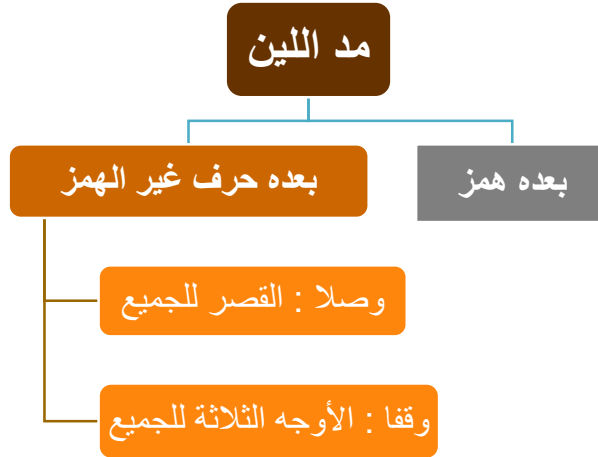 مد اللين
بعده همز
بعده حرف غير الهمز
وصلا : القصر للجميع
وقفا : الأوجه الثلاثة للجميع